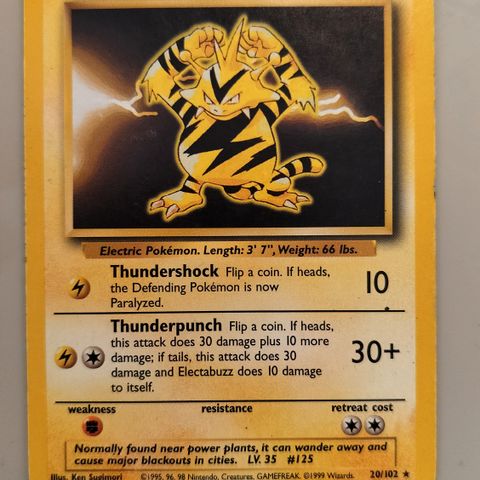 Electric Pokémon. Length: 3' 7", Weight: 66 lbs.
Thundershock Flip a coin. If heads,
the Defending Pokémon is now
Paralyzed.
10
Thunderpunch Flip a coin. If heads,
this attack does 30 damage plus 10 more
damage; if tails, this attack does 30
damage and Electabuzz does 10 damage
to itself.
30+
weakness resistance retreat cost
Normally found near power plants, it can wander away and
cause major blackouts in cities. LV. 35 #125
Illus. Ken Sugimori ©1995, 96, 98 Nintendo, Creatures, GAMEFREAK. ©1999 Wizards. 20/102 ★